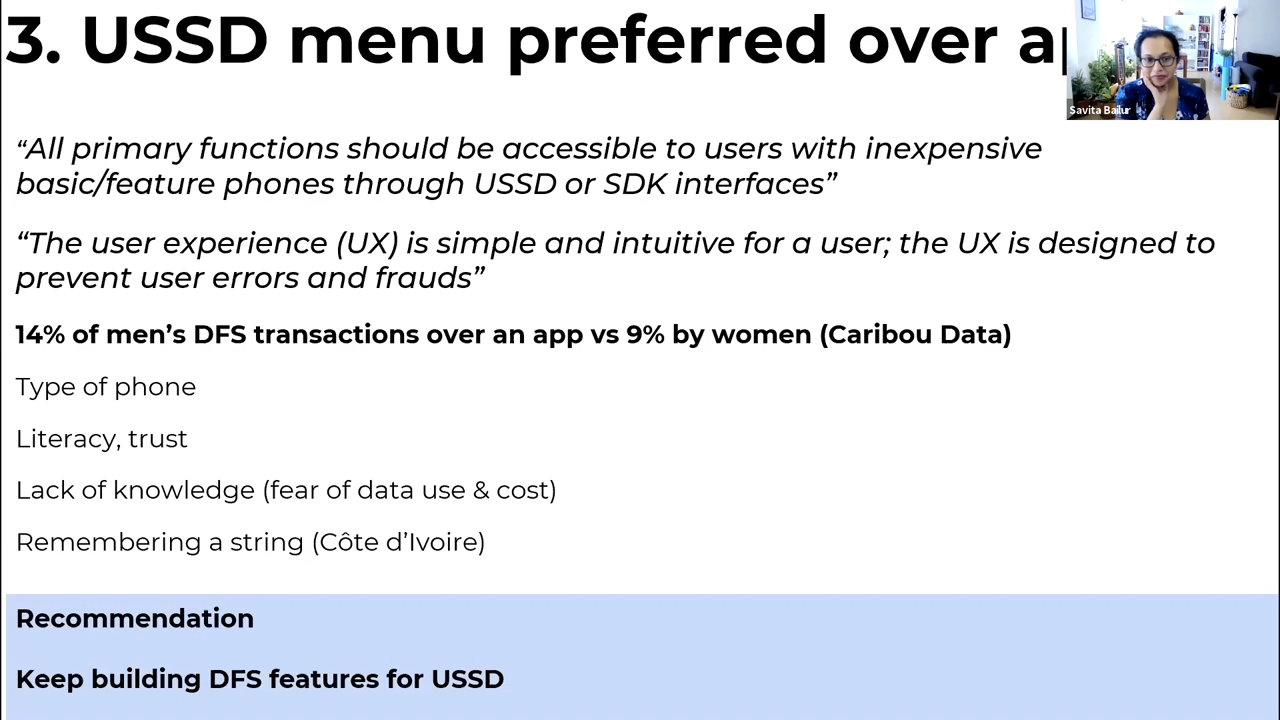 3. USSD menu preferred over
Savita Bailur
“All primary functions should be accessible to users with inexpensive
basic/feature phones through USSD or SDK interfaces”
“The user experience (UX) is simple and intuitive for a user; the UX is designed to
prevent user errors and frauds”
14% of men’s DFS transactions over an app vs 9% by women (Caribou Data)
Type of phone
Literacy, trust
Lack of knowledge (fear of data use & cost)
Remembering a string (Côte d’Ivoire)
Recommendation
Keep building DFS features for USSD